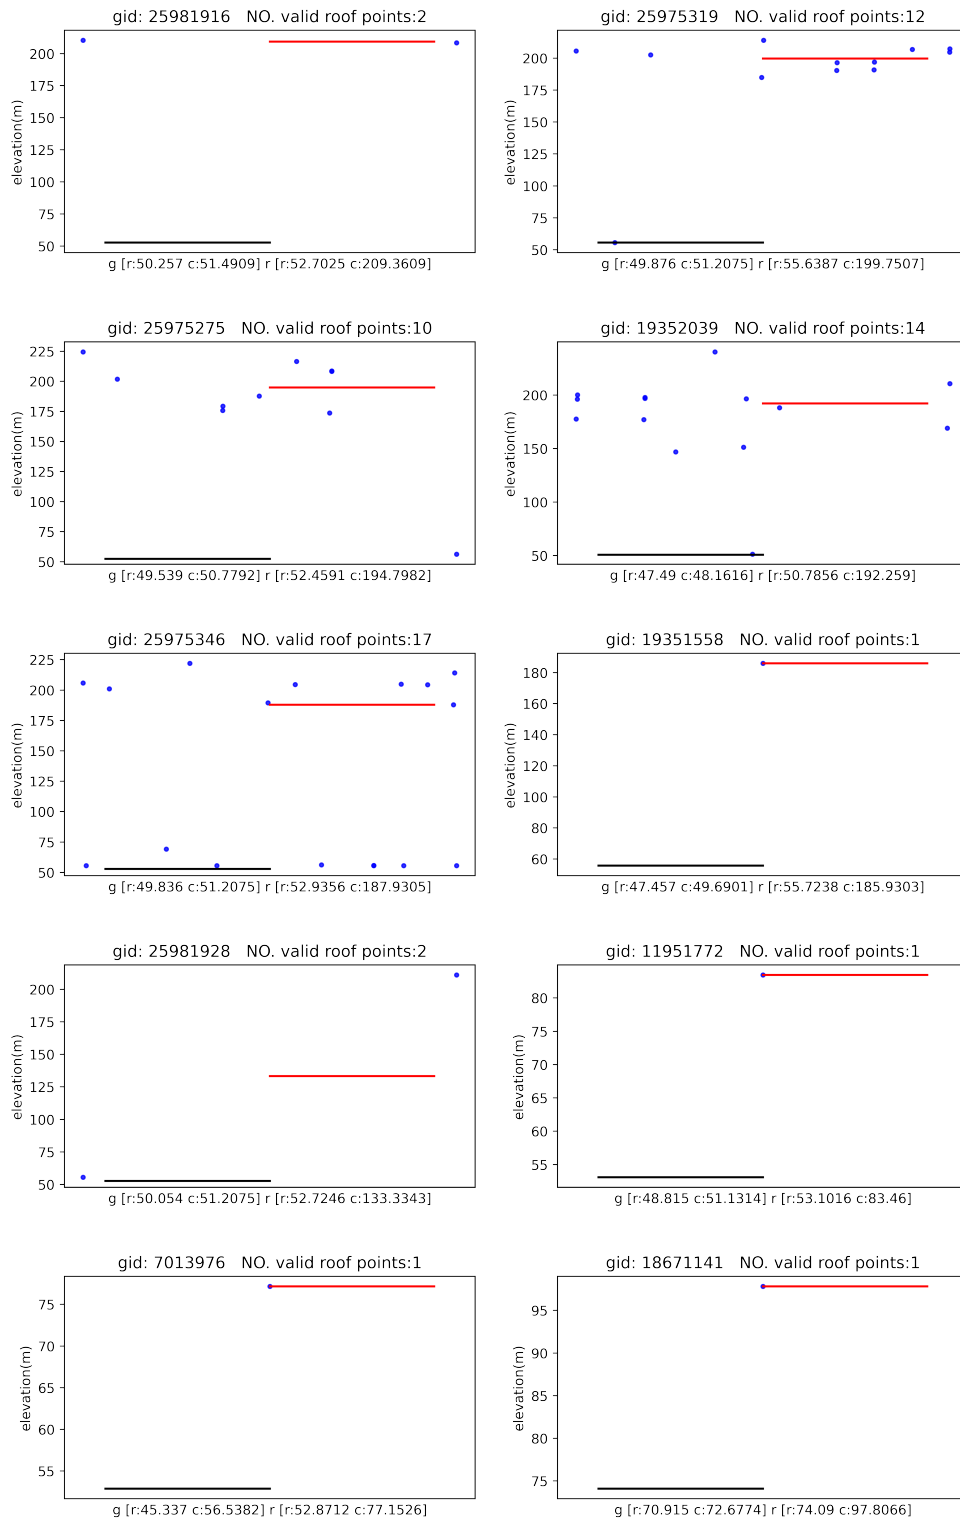 gid: 25981916   NO. valid roof points:2
200
175
150
125
100
75
50
elevation(m)
g [r:50.257 c:51.4909] r [r:52.7025 c:209.3609]
gid: 25975319   NO. valid roof points:12
200
175
150
125
100
75
50
elevation(m)
g [r:49.876 c:51.2075] r [r:55.6387 c:199.7507]
gid: 25975275   NO. valid roof points:10
225
200
175
150
125
100
75
50
elevation(m)
g [r:49.539 c:50.7792] r [r:52.4591 c:194.7982]
gid: 19352039   NO. valid roof points:14
200
150
100
50
elevation(m)
g [r:47.49 c:48.1616] r [r:50.7856 c:192.259]
gid: 25975346   NO. valid roof points:17
225
200
175
150
125
100
75
50
elevation(m)
g [r:49.836 c:51.2075] r [r:52.9356 c:187.9305]
gid: 19351558   NO. valid roof points:1
180
160
140
120
100
80
60
elevation(m)
g [r:47.457 c:49.6901] r [r:55.7238 c:185.9303]
gid: 25981928   NO. valid roof points:2
200
175
150
125
100
75
50
elevation(m)
g [r:50.054 c:51.2075] r [r:52.7246 c:133.3343]
gid: 11951772   NO. valid roof points:1
80
75
70
65
60
55
elevation(m)
g [r:48.815 c:51.1314] r [r:53.1016 c:83.46]
gid: 7013976   NO. valid roof points:1
75
70
65
60
55
elevation(m)
g [r:45.337 c:56.5382] r [r:52.8712 c:77.1526]
gid: 18671141   NO. valid roof points:1
95
90
85
80
75
elevation(m)
g [r:70.915 c:72.6774] r [r:74.09 c:97.8066]